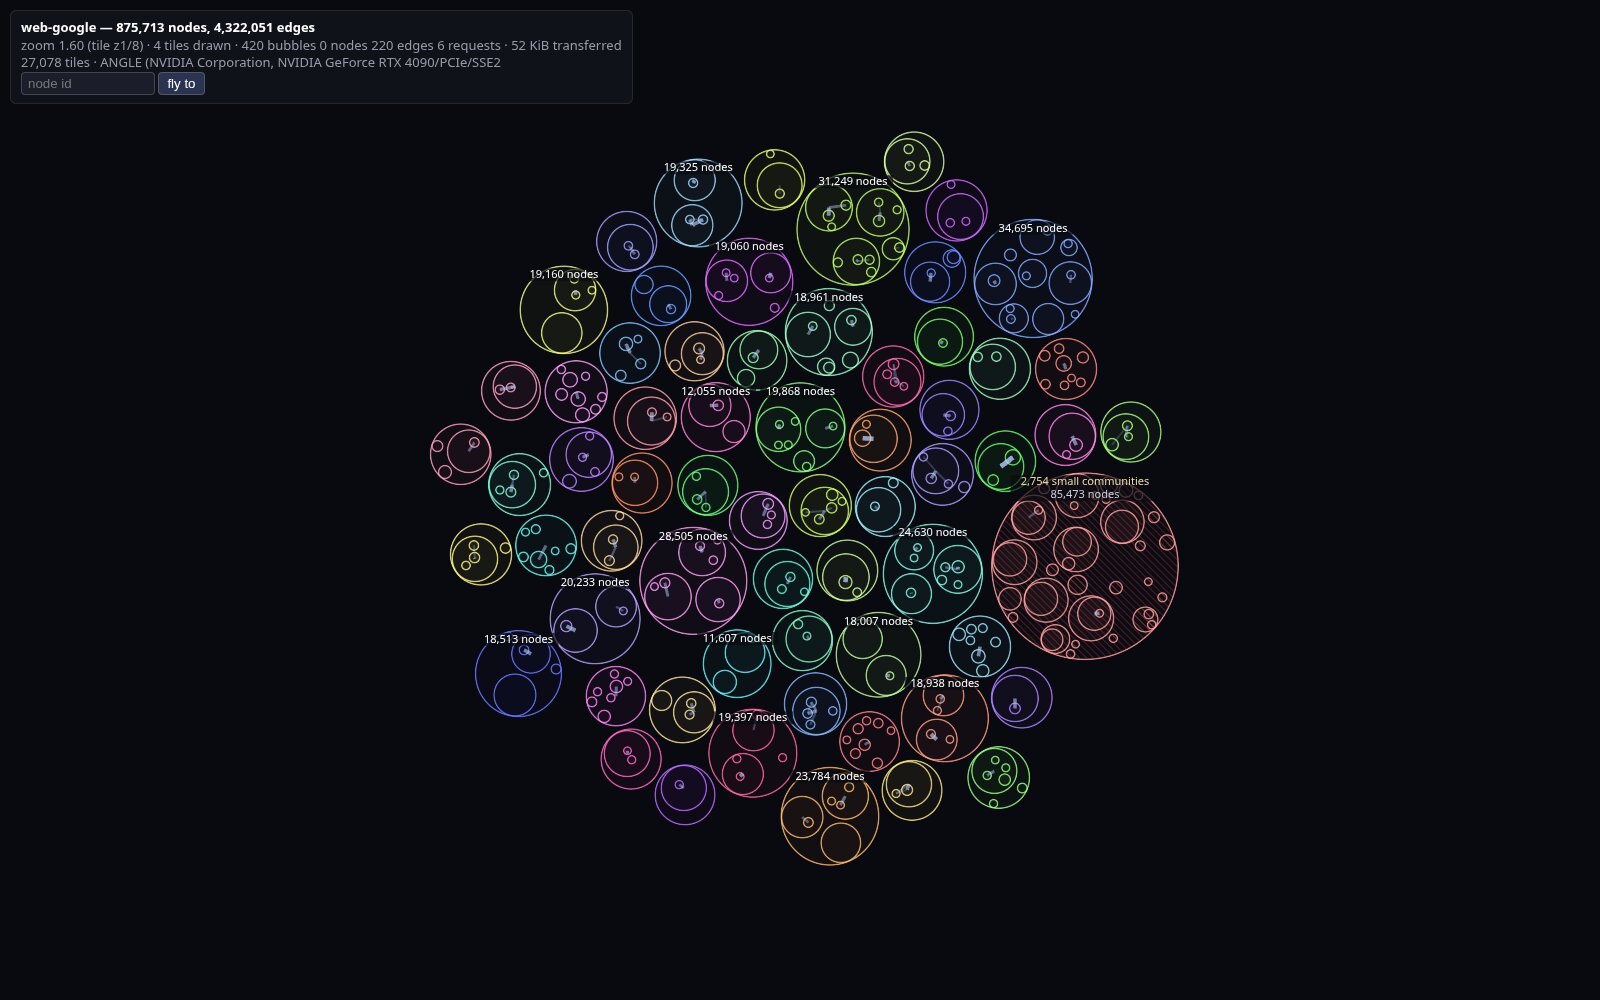 web-google — 875,713 nodes, 4,322,051 edges
zoom 1.60 (tile z1/8) · 4 tiles drawn · 420 bubbles 0 nodes 220 edges 6 requests · 52 KiB transferred
27,078 tiles · ANGLE (NVIDIA Corporation, NVIDIA GeForce RTX 4090/PCIe/SSE2
node id fly to
19,325 nodes
31,249 nodes
34,695 nodes
19,060 nodes
19,160 nodes
18,961 nodes
12,055 nodes
19,868 nodes
2,754 small communities
85,473 nodes
24,630 nodes
28,505 nodes
20,233 nodes
18,007 nodes
18,513 nodes
11,607 nodes
18,938 nodes
19,397 nodes
23,784 nodes